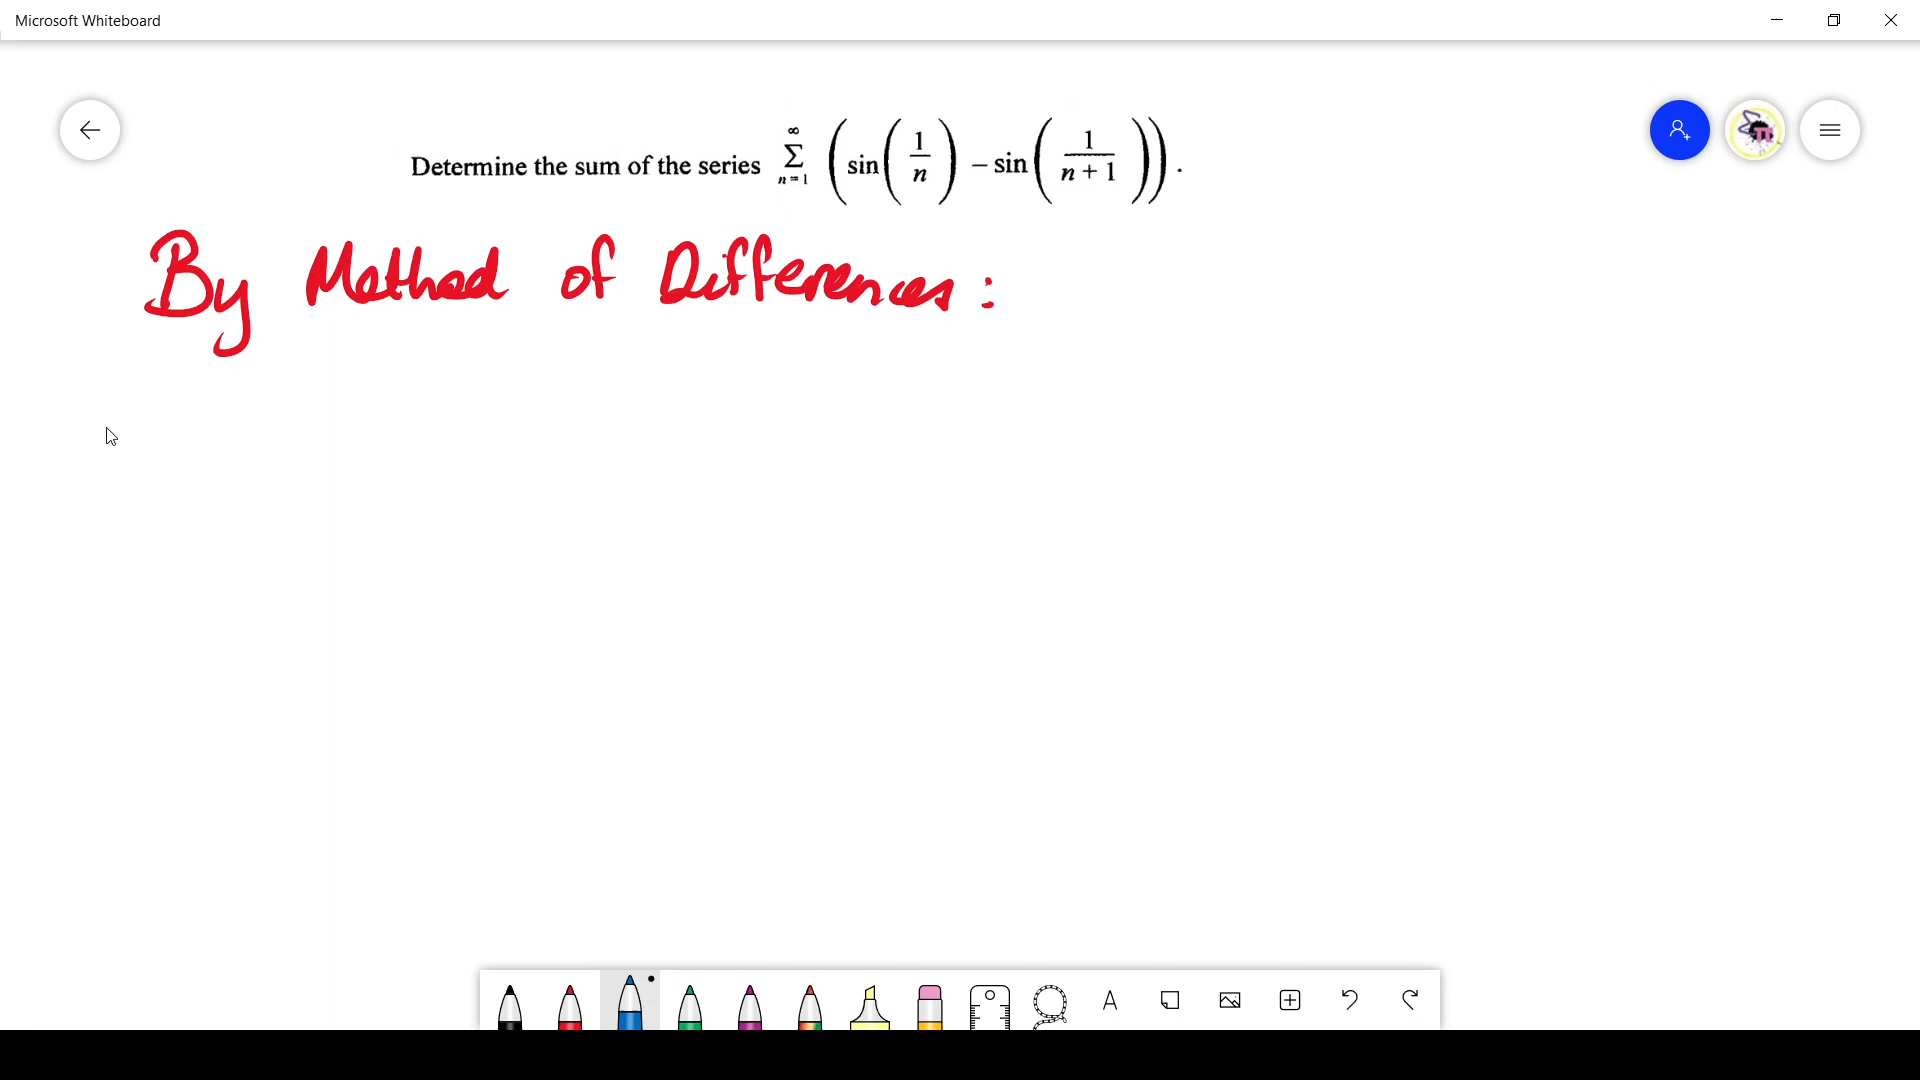 Microsoft Whiteboard
Determine the sum of the series ∞ Σ n = 1 (sin(1/n) − sin(1/(n + 1))).
By Method of Differences:
A